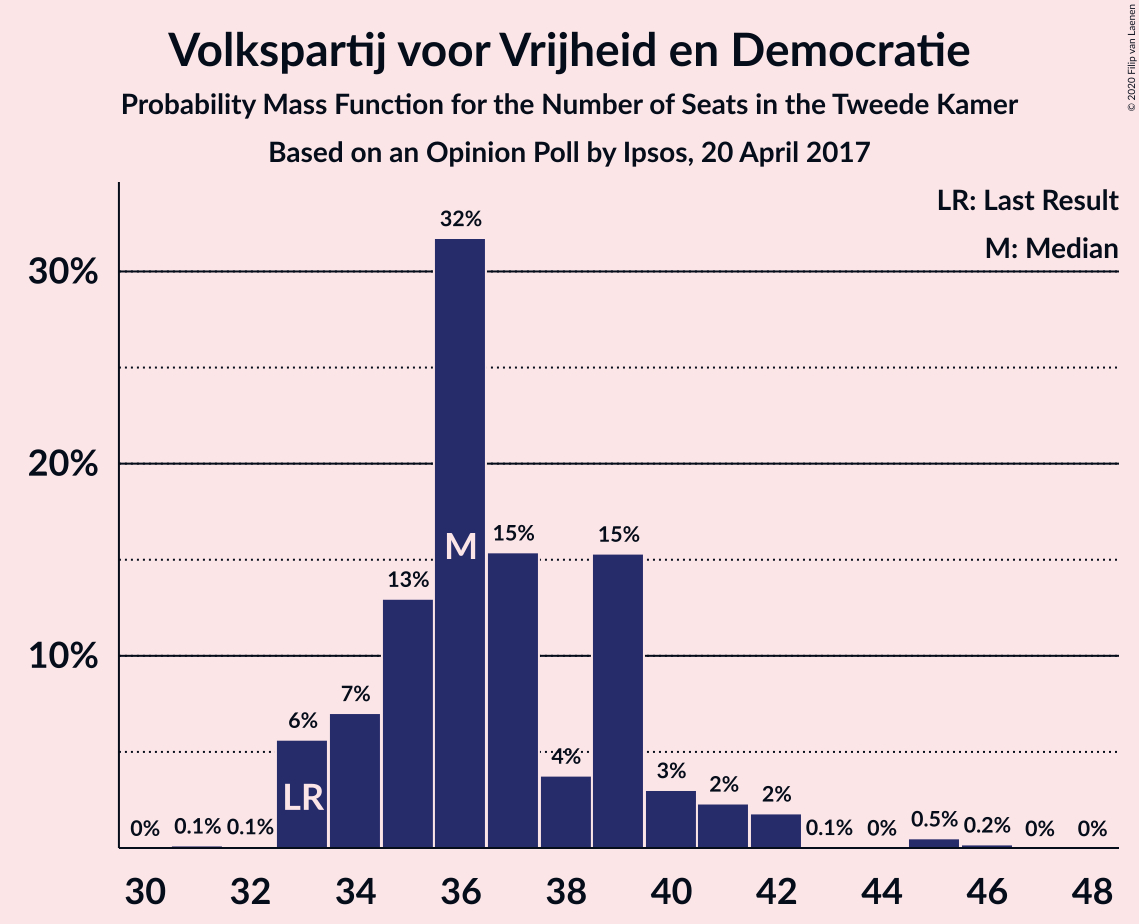 Volkspartij voor Vrijheid en Democratie
Probability Mass Function for the Number of Seats in the Tweede Kamer
Based on an Opinion Poll by Ipsos, 20 April 2017
© 2020 Filip van Laenen
LR: Last Result
M: Median
30%
20%
10%
0%
0.1%
0.1%
6%
7%
13%
32%
15%
4%
15%
3%
2%
2%
0.1%
0%
0.5%
0.2%
0%
0%
LR
M
30 32 34 36 38 40 42 44 46 48